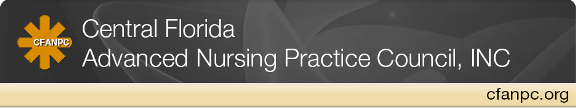 CFANPC
Central Florida
Advanced Nursing Practice Council, INC
cfanpc.org